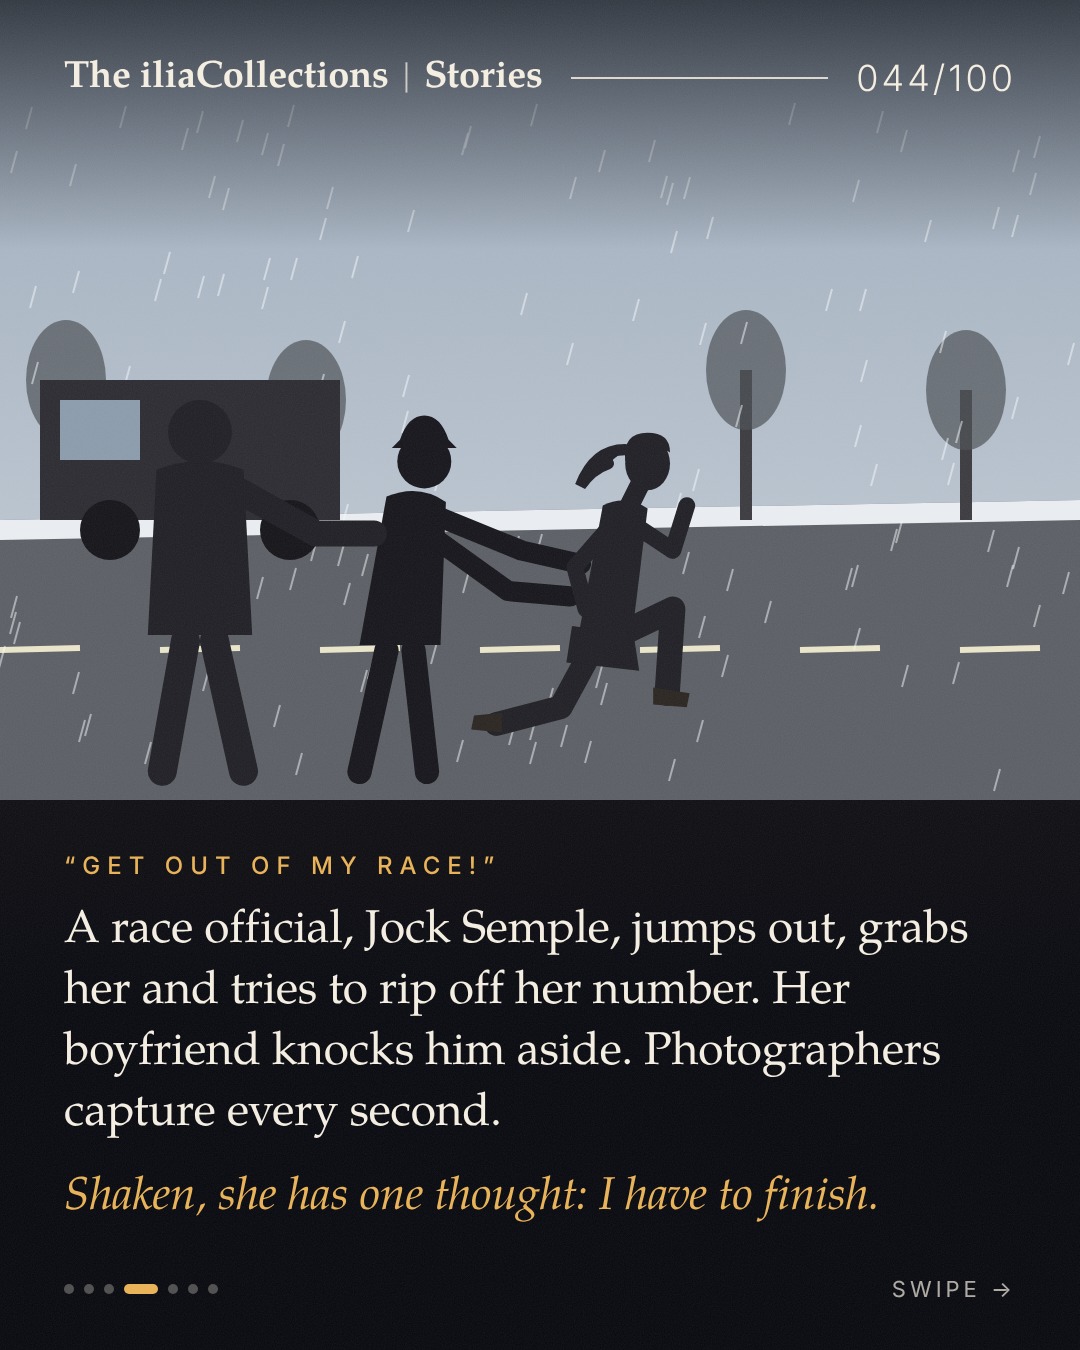 The iliaCollections | Stories 044/100
“GET OUT OF MY RACE!”
A race official, Jock Semple, jumps out, grabs
her and tries to rip off her number. Her
boyfriend knocks him aside. Photographers
capture every second.
Shaken, she has one thought: I have to finish.
SWIPE →